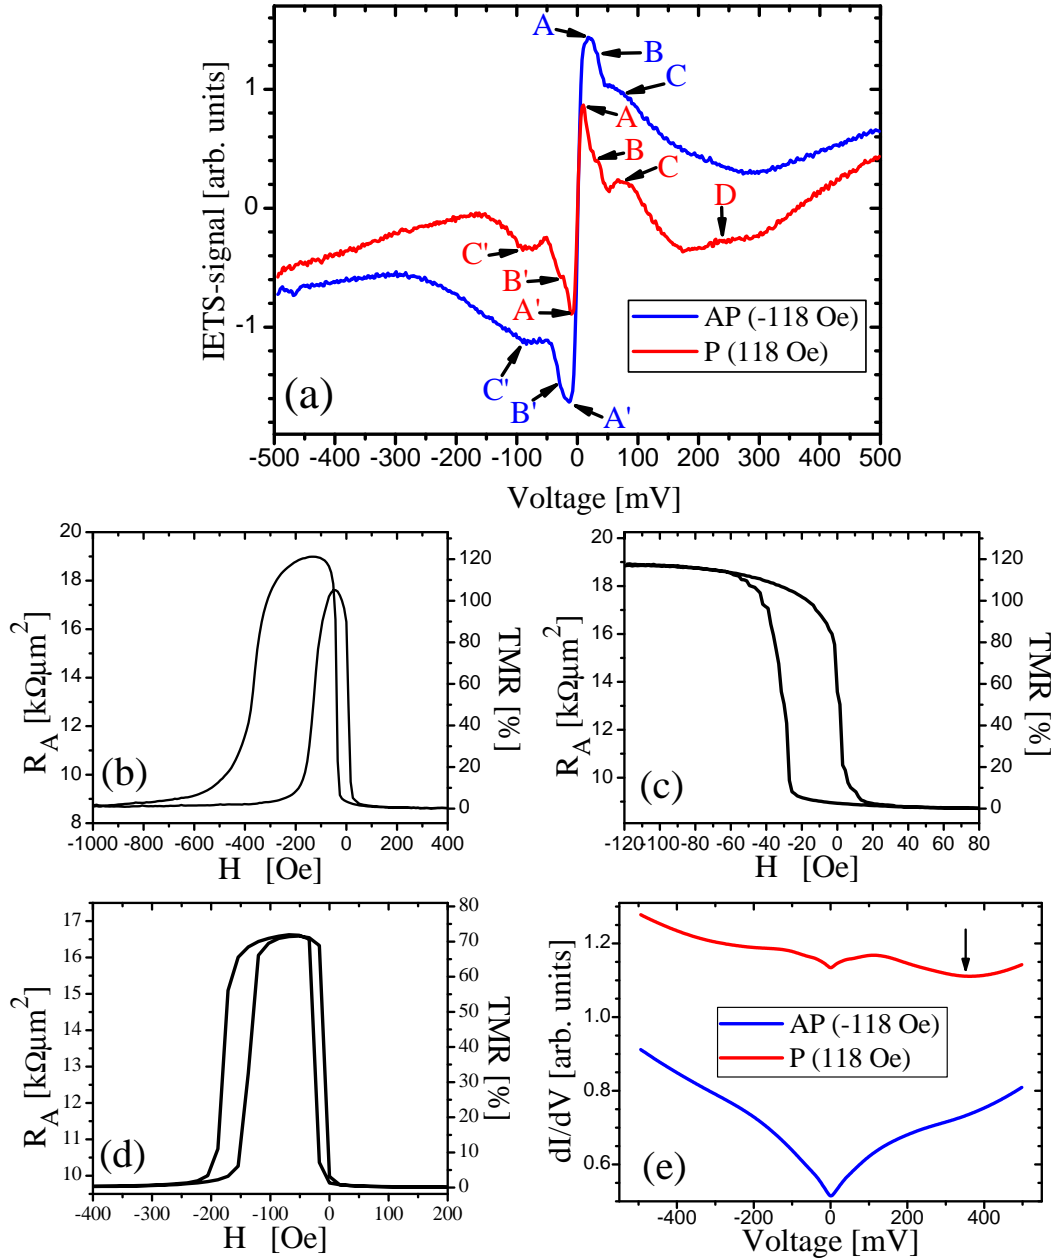 -500 -400 -300 -200 -100 0 100 200 300 400 500
IETS-signal [arb. units]
1
0
-1
A
B
C
A
B
C
D
C'
B'
A'
C'
B'
A'
AP (-118 Oe)
P (118 Oe)
(a)
Voltage [mV]
20
18
16
14
12
10
8
R_A [kΩμm²]
120
100
80
60
40
20
0
TMR [%]
(b)
-1000 -800 -600 -400 -200 0 200 400
H [Oe]
20
18
16
14
12
10
R_A [kΩμm²]
120
100
80
60
40
20
0
TMR [%]
(c)
-120 -100 -80 -60 -40 -20 0 20 40 60 80
H [Oe]
17
16
15
14
13
12
11
10
R_A [kΩμm²]
80
70
60
50
40
30
20
10
0
TMR [%]
(d)
-400 -300 -200 -100 0 100 200
H [Oe]
1.2
1.0
0.8
0.6
dI/dV [arb. units]
AP (-118 Oe)
P (118 Oe)
(e)
-400 -200 0 200 400
Voltage [mV]